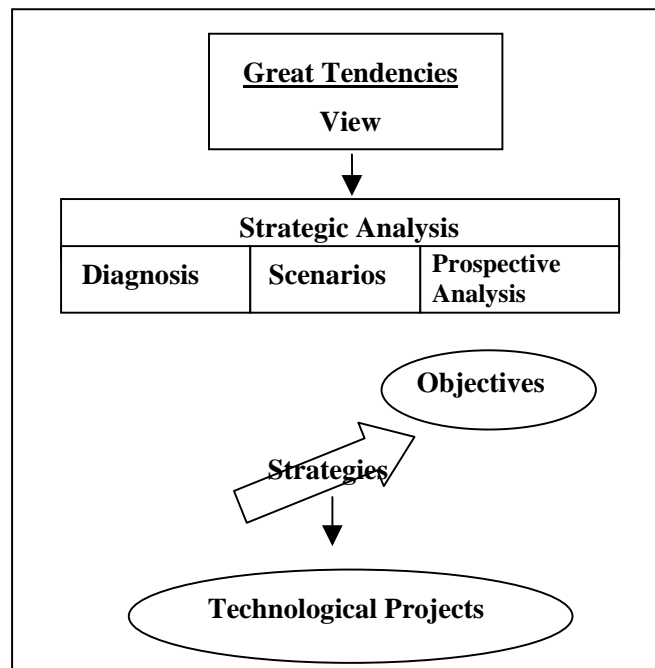 Great Tendencies
View
Strategic Analysis
Diagnosis
Scenarios
Prospective
Analysis
Objectives
Strategies
Technological Projects